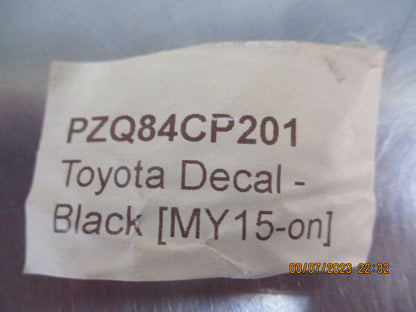 PZQ84CP201
Toyota Decal -
Black [MY15-on]
03/07/2023 22:32